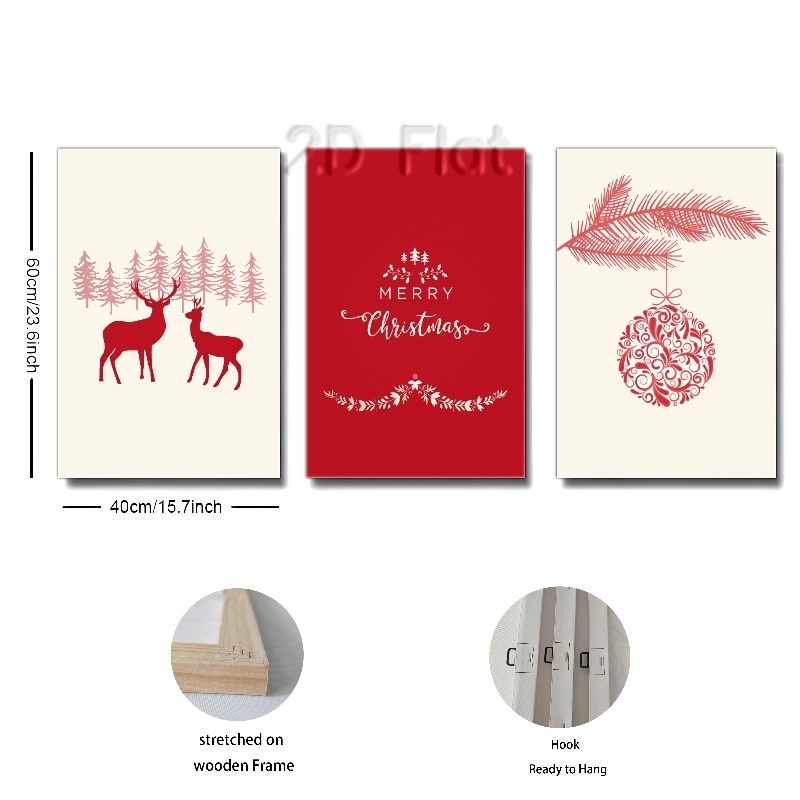 2D Flat
60cm/23.6inch
MERRY
Christmas
40cm/15.7inch
stretched on
wooden Frame
Hook
Ready to Hang